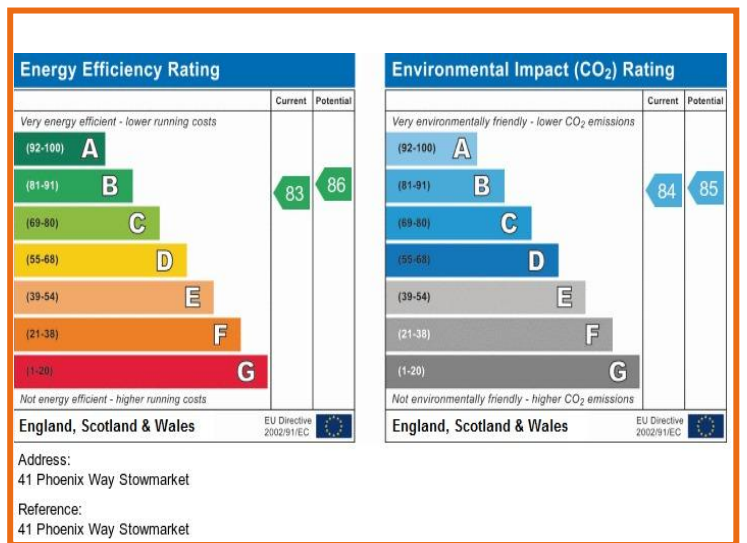 Energy Efficiency Rating
Current Potential
Very energy efficient - lower running costs
(92-100) A
(81-91) B
83 86
(69-80) C
(55-68) D
(39-54) E
(21-38) F
(1-20) G
Not energy efficient - higher running costs
England, Scotland & Wales
EU Directive
2002/91/EC
Environmental Impact (CO₂) Rating
Current Potential
Very environmentally friendly - lower CO₂ emissions
(92-100) A
(81-91) B
84 85
(69-80) C
(55-68) D
(39-54) E
(21-38) F
(1-20) G
Not environmentally friendly - higher CO₂ emissions
England, Scotland & Wales
EU Directive
2002/91/EC
Address:
41 Phoenix Way Stowmarket
Reference:
41 Phoenix Way Stowmarket